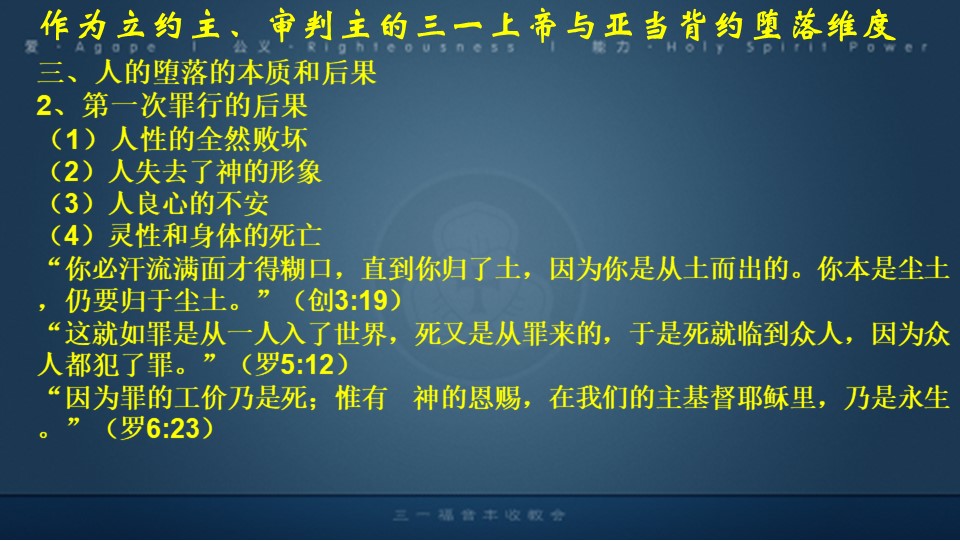 作为立约主、审判主的三一上帝与亚当背约堕落维度
爱 - Agape | 公义 - Righteousness | 能力 - Holy Spirit Power
三、人的堕落的本质和后果
2、第一次罪行的后果
（1）人性的全然败坏
（2）人失去了神的形象
（3）人良心的不安
（4）灵性和身体的死亡
“你必汗流满面才得糊口，直到你归了土，因为你是从土而出的。你本是尘土
，仍要归于尘土。”（创3:19）
“这就如罪是从一人入了世界，死又是从罪来的，于是死就临到众人，因为众
人都犯了罪。”（罗5:12）
“因为罪的工价乃是死；惟有　神的恩赐，在我们的主基督耶稣里，乃是永生
。”（罗6:23）
三一福音丰收教会